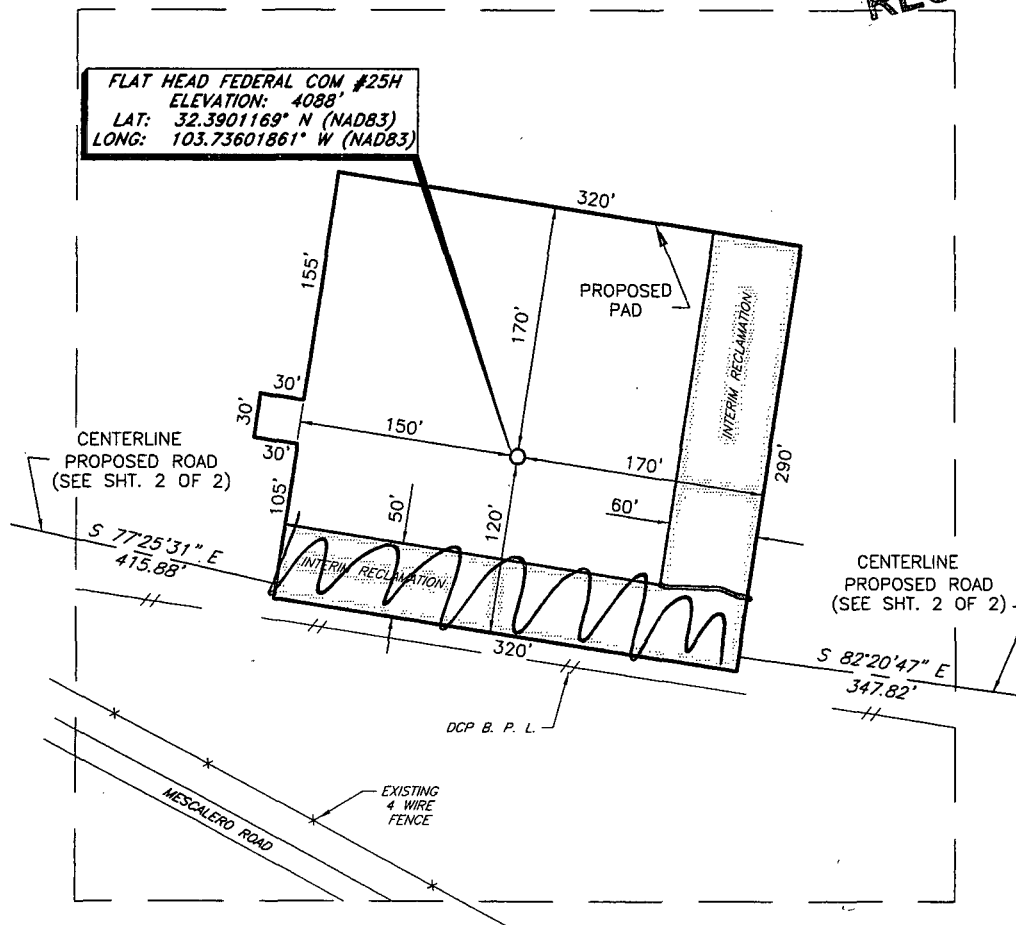 FLAT HEAD FEDERAL COM #25H
ELEVATION: 4088'
LAT: 32.3901169° N (NAD83)
LONG: 103.73601861° W (NAD83)
320'
155'
170'
PROPOSED
PAD
INTERIM RECLAMATION
30'
30'
30'
150'
170'
290'
CENTERLINE
PROPOSED ROAD
(SEE SHT. 2 OF 2)
105'
50'
120'
60'
S 77°25'31" E
415.88'
INTERIM RECLAMATION
CENTERLINE
PROPOSED ROAD
(SEE SHT. 2 OF 2)
320'
S 82°20'47" E
347.82'
DCP B. P. L.
EXISTING
4 WIRE
FENCE
MESCALERO ROAD